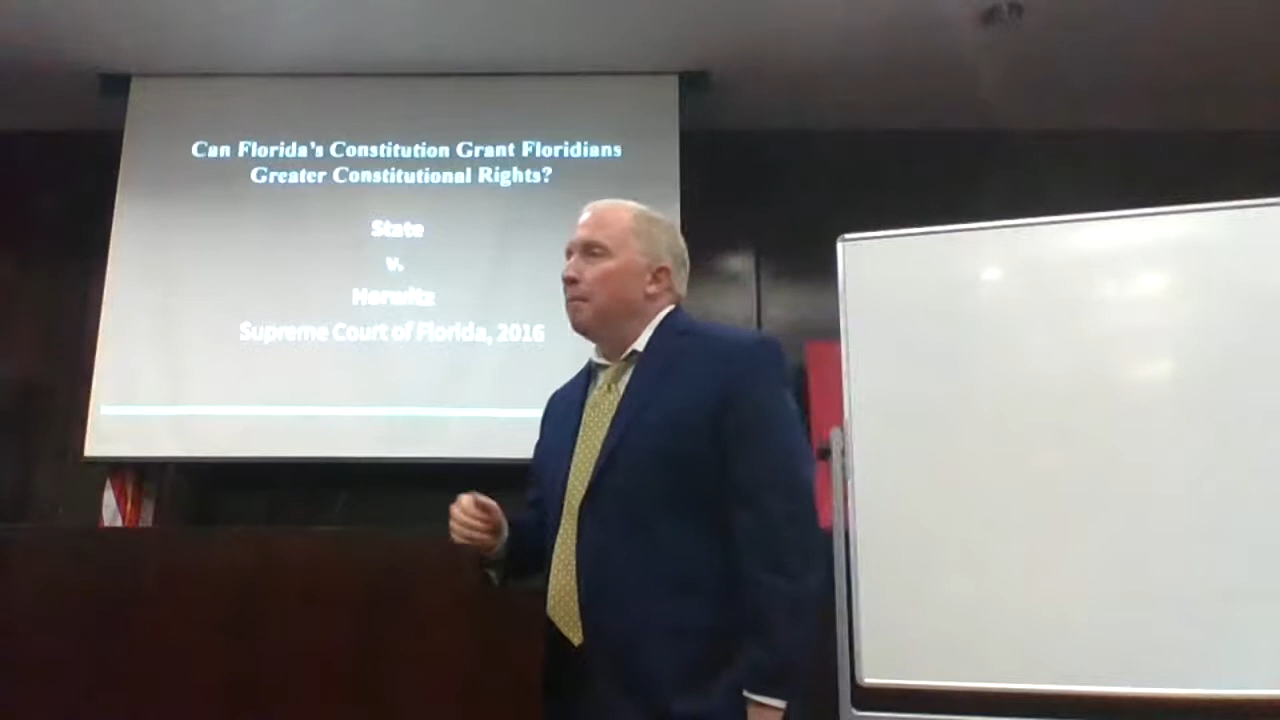 Can Florida's Constitution Grant Floridians
Greater Constitutional Rights?
State
v.
Horwitz
Supreme Court of Florida, 2016